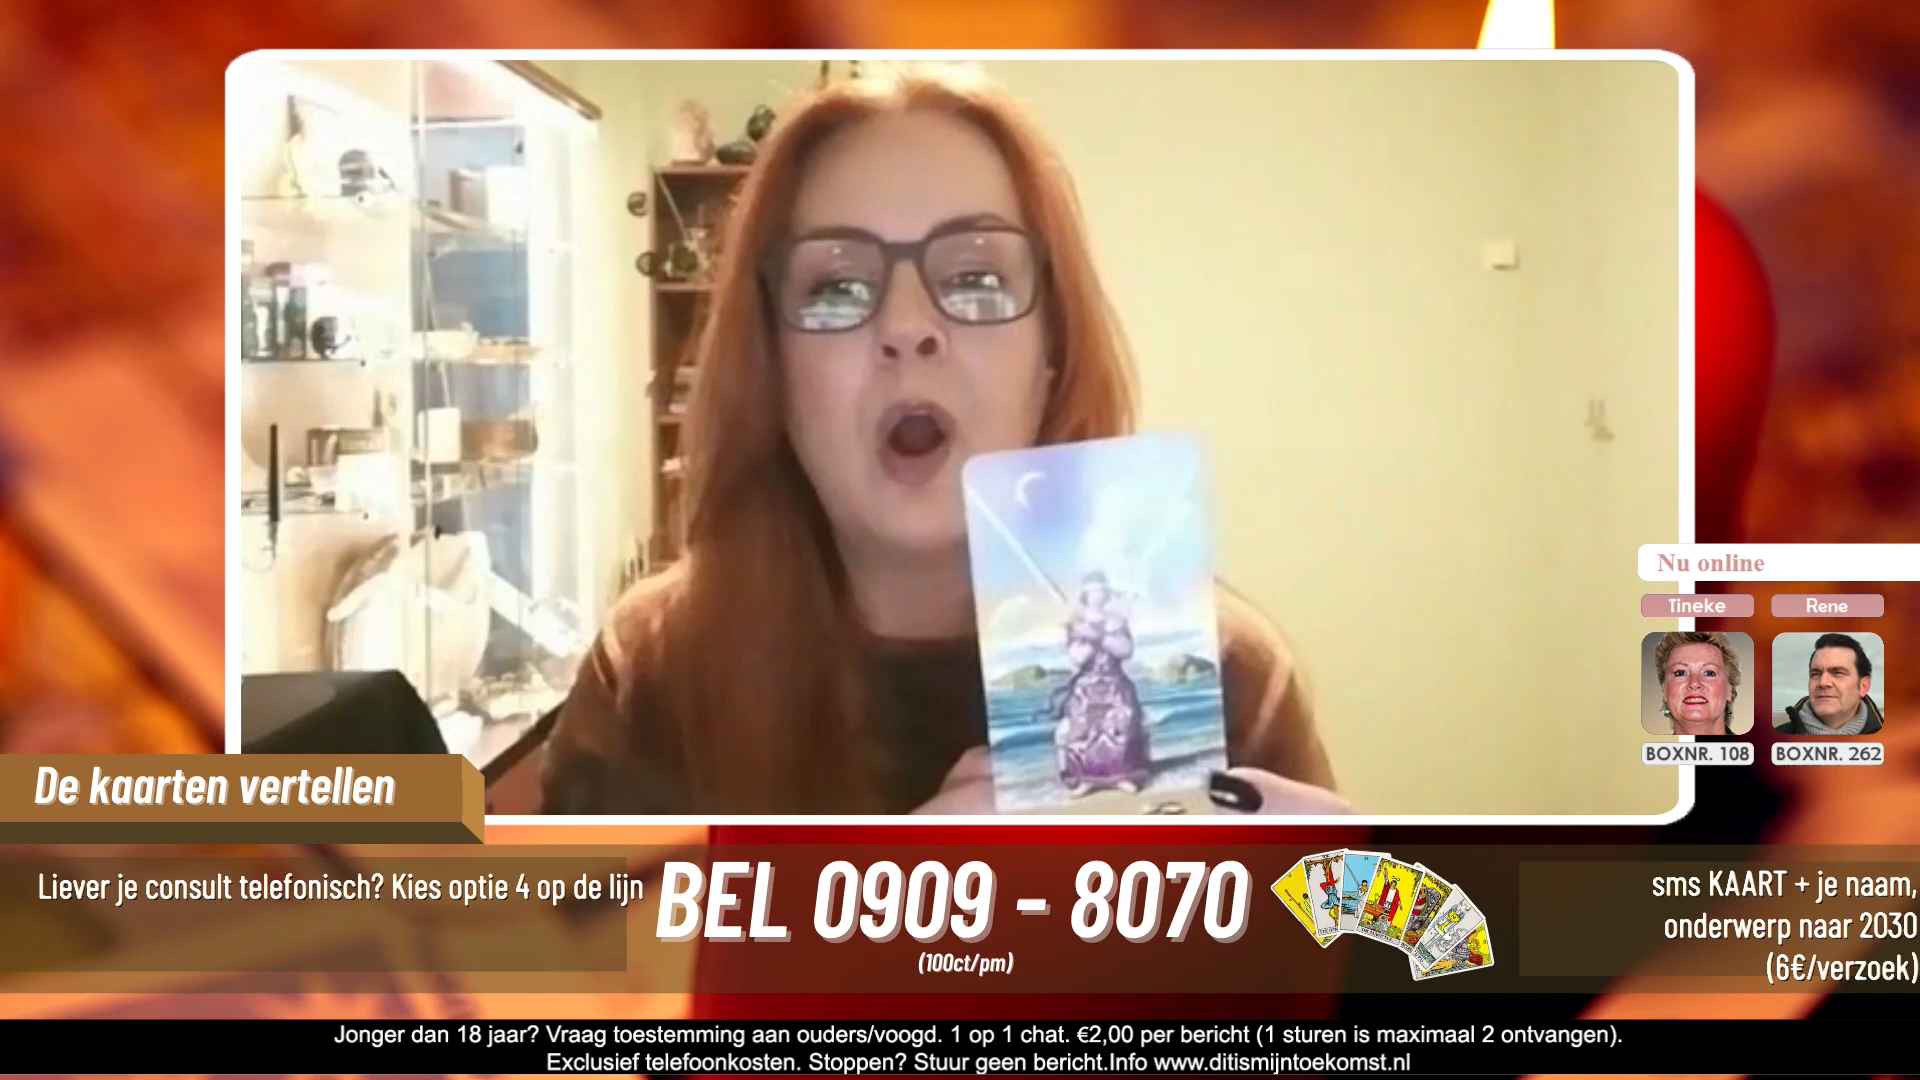 Nu online
Tineke
Rene
BOXNR. 108
BOXNR. 262
De kaarten vertellen
Liever je consult telefonisch? Kies optie 4 op de lijn
BEL 0909 - 8070
(100ct/pm)
sms KAART + je naam,
onderwerp naar 2030
(6€/verzoek)
Jonger dan 18 jaar? Vraag toestemming aan ouders/voogd. 1 op 1 chat. €2,00 per bericht (1 sturen is maximaal 2 ontvangen).
Exclusief telefoonkosten. Stoppen? Stuur geen bericht.Info www.ditismijntoekomst.nl